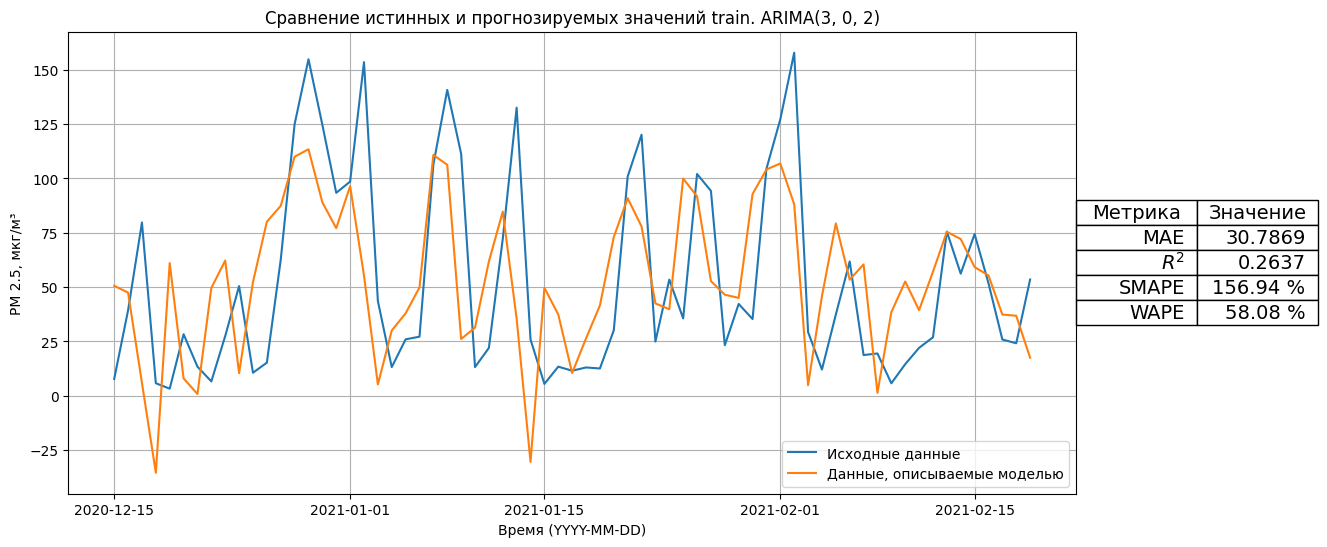 Сравнение истинных и прогнозируемых значений train. ARIMA(3, 0, 2)
PM 2.5, мкг/м³
150
125
100
75
50
25
0
−25
2020-12-15
2021-01-01
2021-01-15
2021-02-01
2021-02-15
Время (YYYY-MM-DD)
Исходные данные
Данные, описываемые моделью
Метрика Значение
MAE 30.7869
R² 0.2637
SMAPE 156.94 %
WAPE 58.08 %